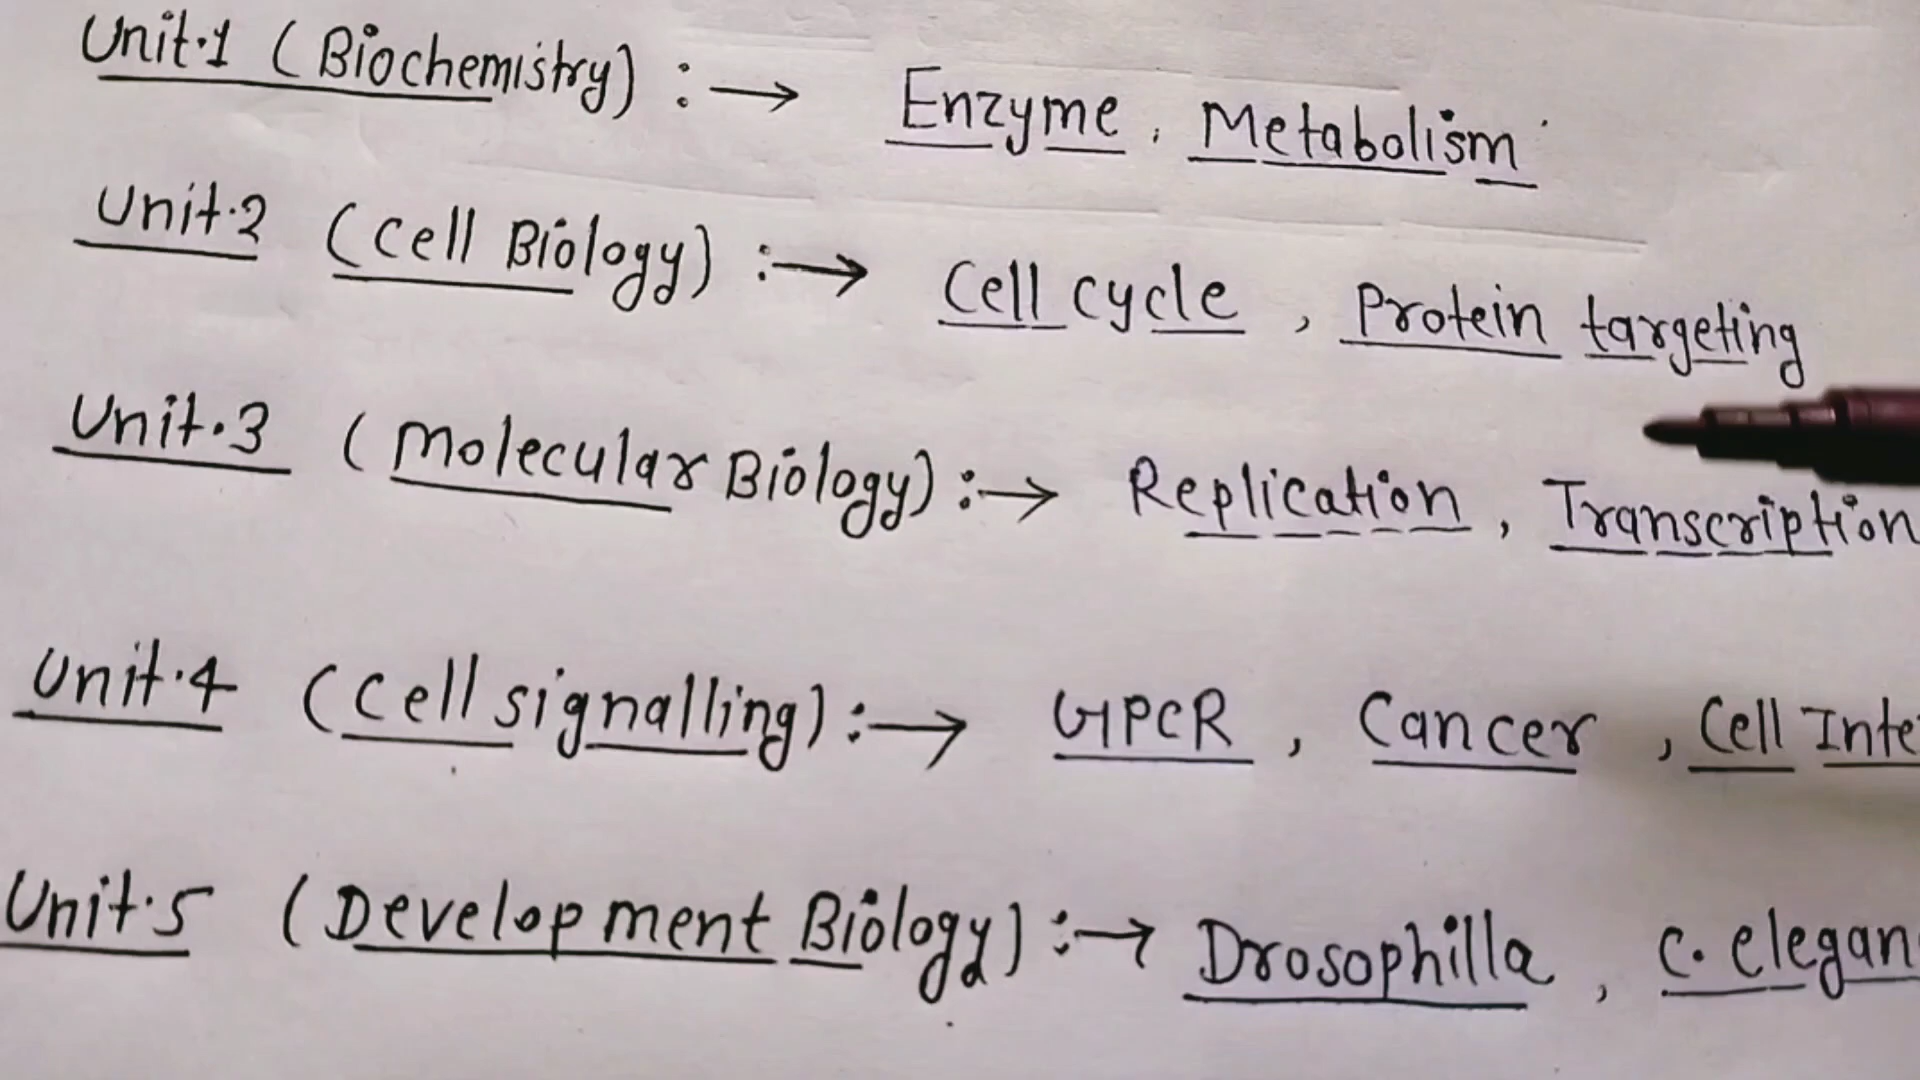 Unit.1 (Biochemistry) :→ Enzyme, Metabolism
Unit.2 (Cell Biology) :→ Cell cycle, Protein targeting
Unit.3 (Molecular Biology) :→ Replication, Transcription
Unit.4 (Cell signalling) :→ GPCR, Cancer, Cell Inte
Unit.5 (Development Biology) :→ Drosophilla, C. elegan